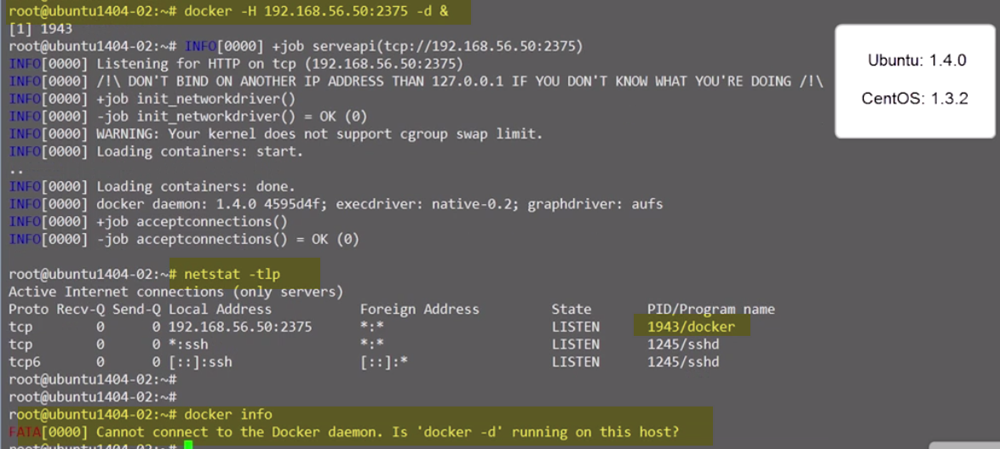 root@ubuntu1404-02:~# docker -H 192.168.56.50:2375 -d &
[1] 1943
root@ubuntu1404-02:~# INFO[0000] +job serveapi(tcp://192.168.56.50:2375)
INFO[0000] Listening for HTTP on tcp (192.168.56.50:2375)
INFO[0000] /!\ DON'T BIND ON ANOTHER IP ADDRESS THAN 127.0.0.1 IF YOU DON'T KNOW WHAT YOU'RE DOING /!\
INFO[0000] +job init_networkdriver()
INFO[0000] -job init_networkdriver() = OK (0)
INFO[0000] WARNING: Your kernel does not support cgroup swap limit.
INFO[0000] Loading containers: start.
..
INFO[0000] Loading containers: done.
INFO[0000] docker daemon: 1.4.0 4595d4f; execdriver: native-0.2; graphdriver: aufs
INFO[0000] +job acceptconnections()
INFO[0000] -job acceptconnections() = OK (0)
root@ubuntu1404-02:~# netstat -tlp
Active Internet connections (only servers)
Proto Recv-Q Send-Q Local Address Foreign Address State PID/Program name
tcp 0 0 192.168.56.50:2375 *:* LISTEN 1943/docker
tcp 0 0 *:ssh *:* LISTEN 1245/sshd
tcp6 0 0 [::]:ssh [::]:* LISTEN 1245/sshd
root@ubuntu1404-02:~#
root@ubuntu1404-02:~#
root@ubuntu1404-02:~# docker info
FATA[0000] Cannot connect to the Docker daemon. Is 'docker -d' running on this host?
root@ubuntu1404-02:~#
Ubuntu: 1.4.0
CentOS: 1.3.2